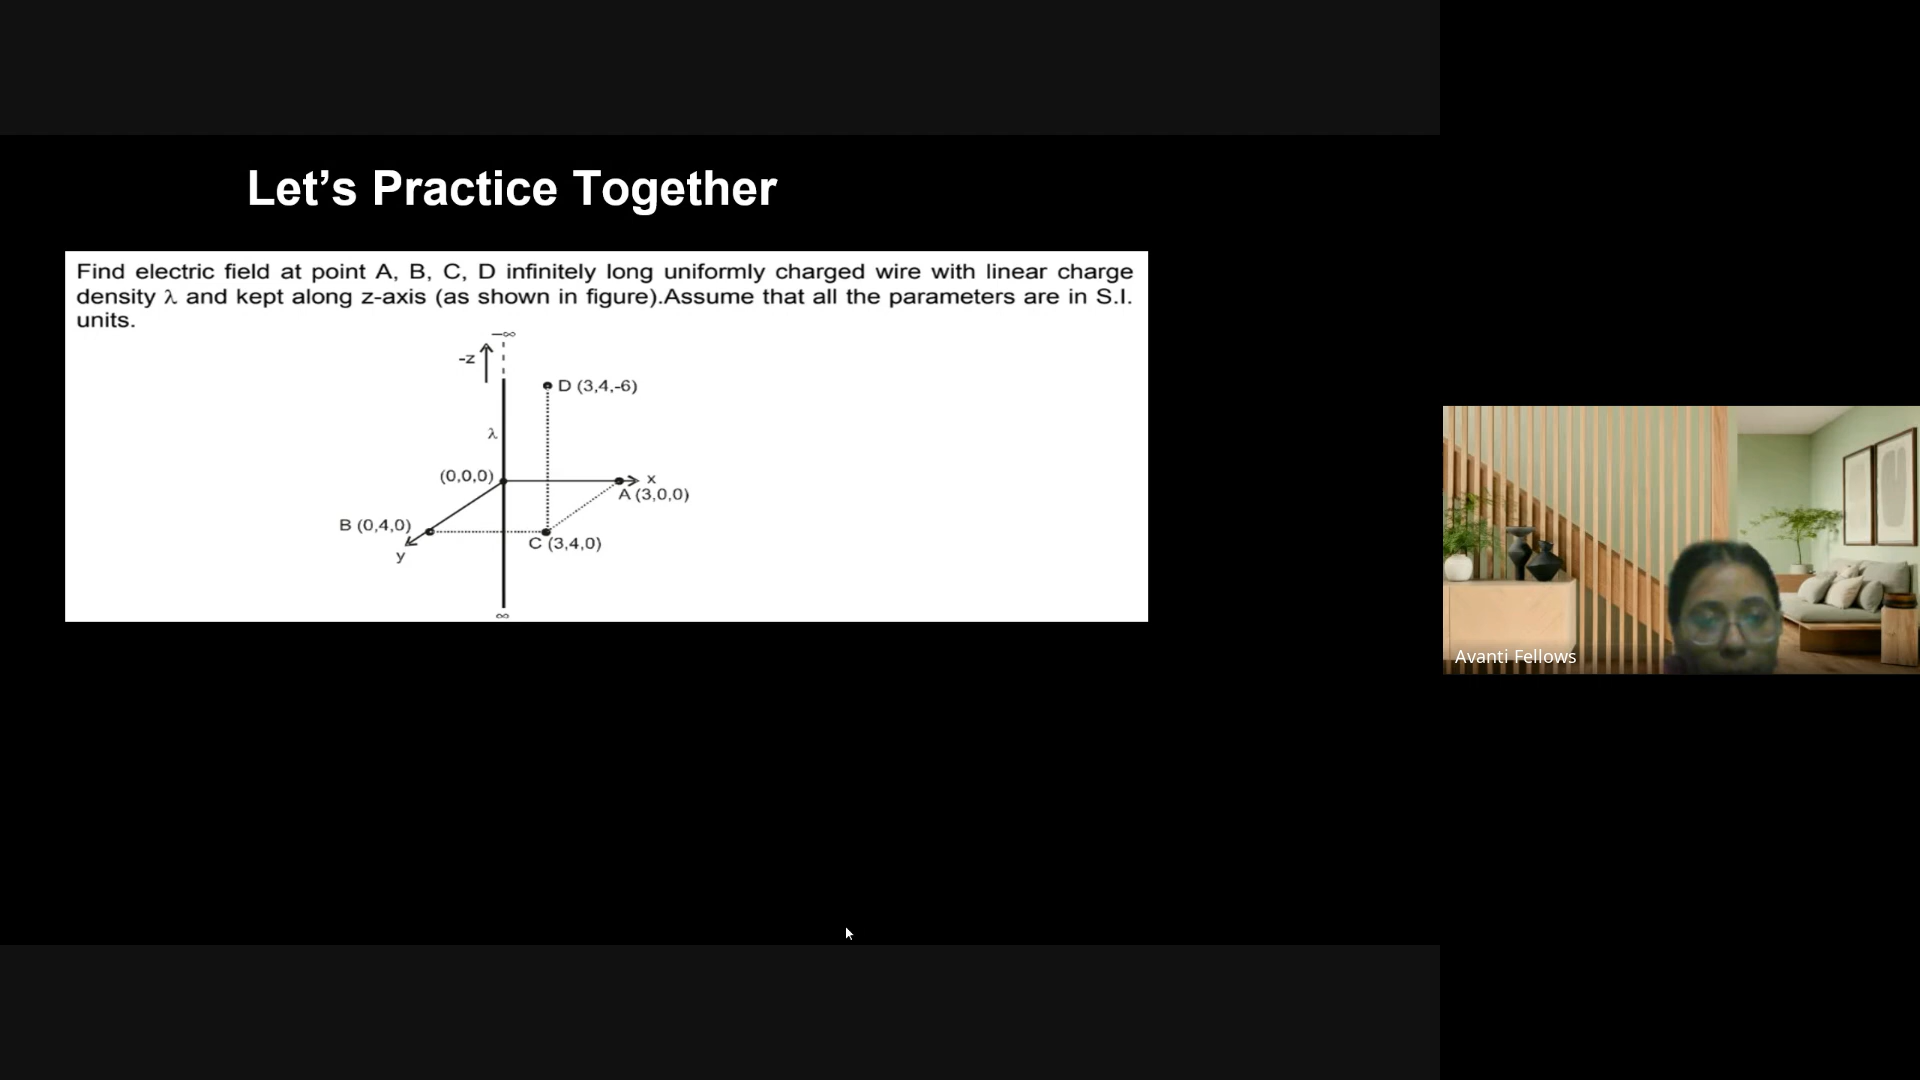 Let's Practice Together
Find electric field at point A, B, C, D infinitely long uniformly charged wire with linear charge
density λ and kept along z-axis (as shown in figure).Assume that all the parameters are in S.I.
units.
—∞
-z
D (3,4,-6)
λ
(0,0,0)
x
A (3,0,0)
B (0,4,0)
C (3,4,0)
y
∞
Avanti Fellows